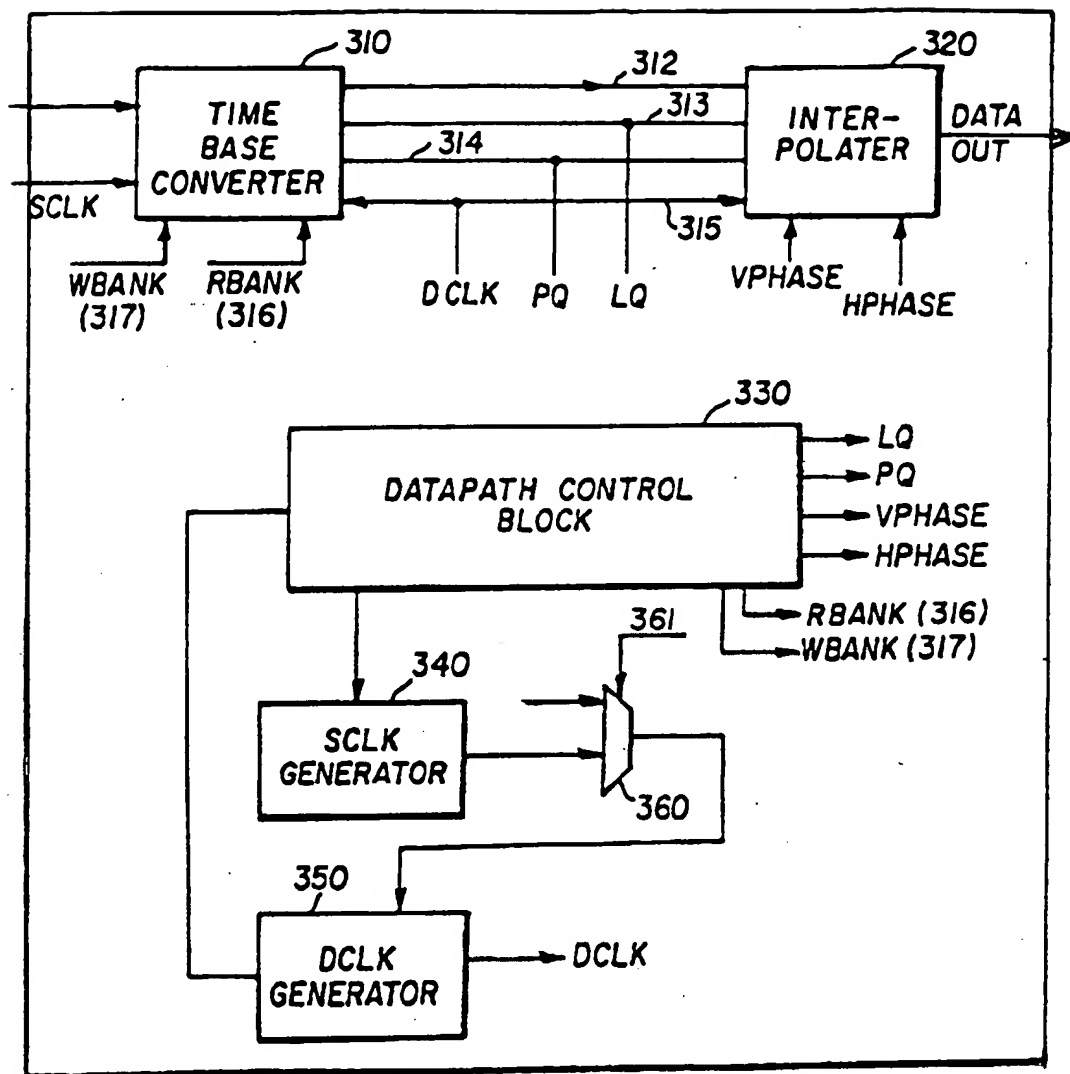 310
320
TIME
BASE
CONVERTER
312
313
314
315
INTER-
POLATER
DATA
OUT
SCLK
WBANK
(317)
RBANK
(316)
DCLK
PQ
LQ
VPHASE
HPHASE
330
DATAPATH CONTROL
BLOCK
LQ
PQ
VPHASE
HPHASE
RBANK (316)
WBANK (317)
361
340
SCLK
GENERATOR
360
350
DCLK
GENERATOR
DCLK